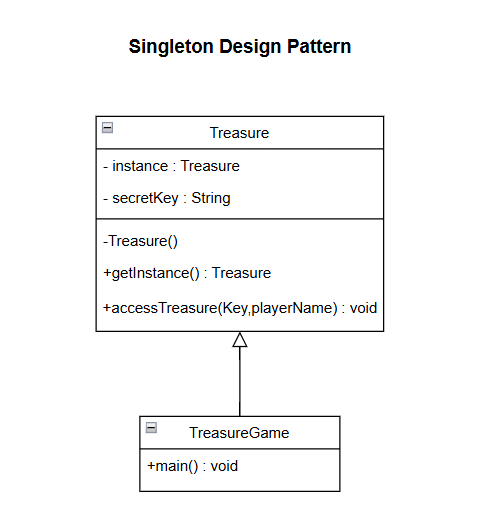 Singleton Design Pattern
Treasure
- instance : Treasure
- secretKey : String
-Treasure()
+getInstance() : Treasure
+accessTreasure(Key,playerName) : void
TreasureGame
+main() : void